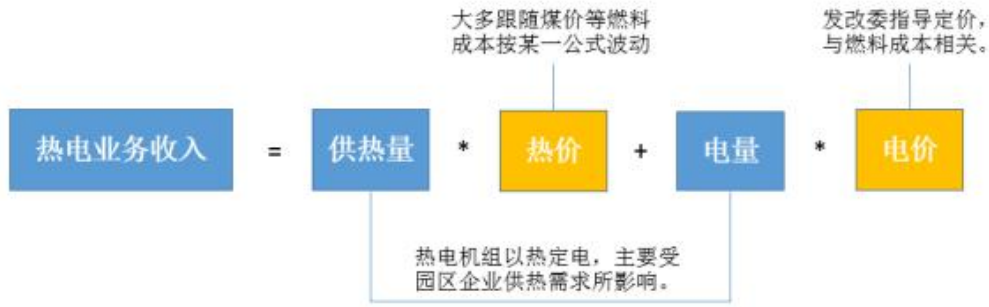 大多跟随煤价等燃料
成本按某一公式波动
发改委指导定价，
与燃料成本相关。
热电业务收入 = 供热量 * 热价 + 电量 * 电价
热电机组以热定电，主要受
园区企业供热需求所影响。